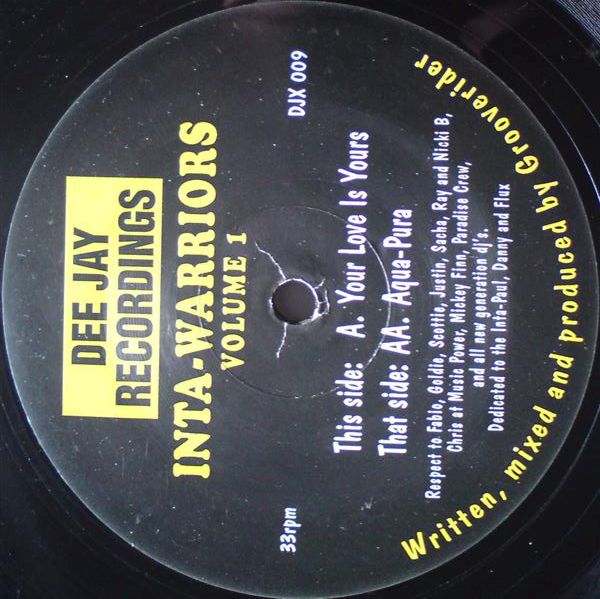 DEE JAY
RECORDINGS
INTA-WARRIORS
VOLUME 1
33rpm
DJX 009
This side: A. Your Love Is Yours
That side: AA. Aqua-Pura
Respect to Fabio, Goldie, Scottie, Justin, Sacha, Ray and Nicki B,
Chris at Music Power, Mickey Finn, Paradise Crew,
and all new generation dj's.
Dedicated to the Inta-Paul, Danny and Flux
Written, mixed and produced by Grooverider